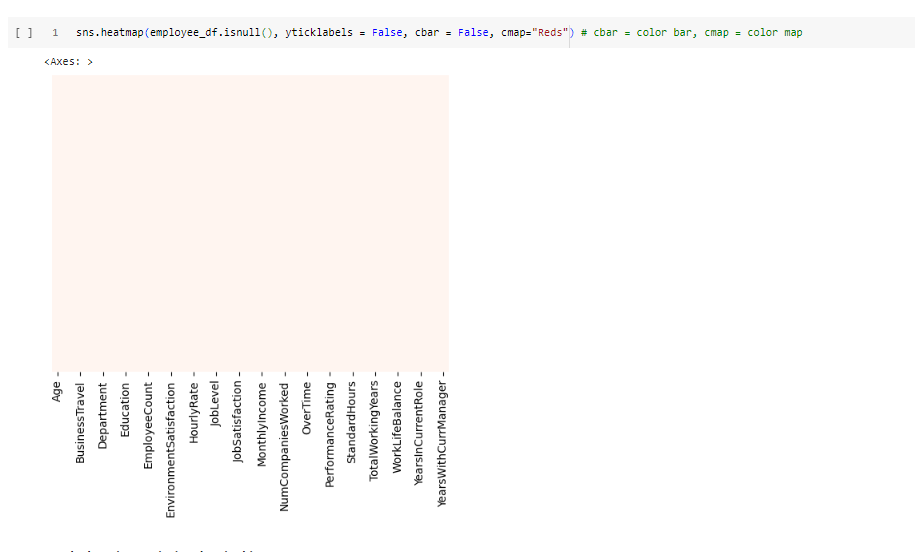 [ ] 1 sns.heatmap(employee_df.isnull(), yticklabels = False, cbar = False, cmap="Reds") # cbar = color bar, cmap = color map
<Axes: >
Age
BusinessTravel
Department
Education
EmployeeCount
EnvironmentSatisfaction
HourlyRate
JobLevel
JobSatisfaction
MonthlyIncome
NumCompaniesWorked
OverTime
PerformanceRating
StandardHours
TotalWorkingYears
WorkLifeBalance
YearsInCurrentRole
YearsWithCurrManager